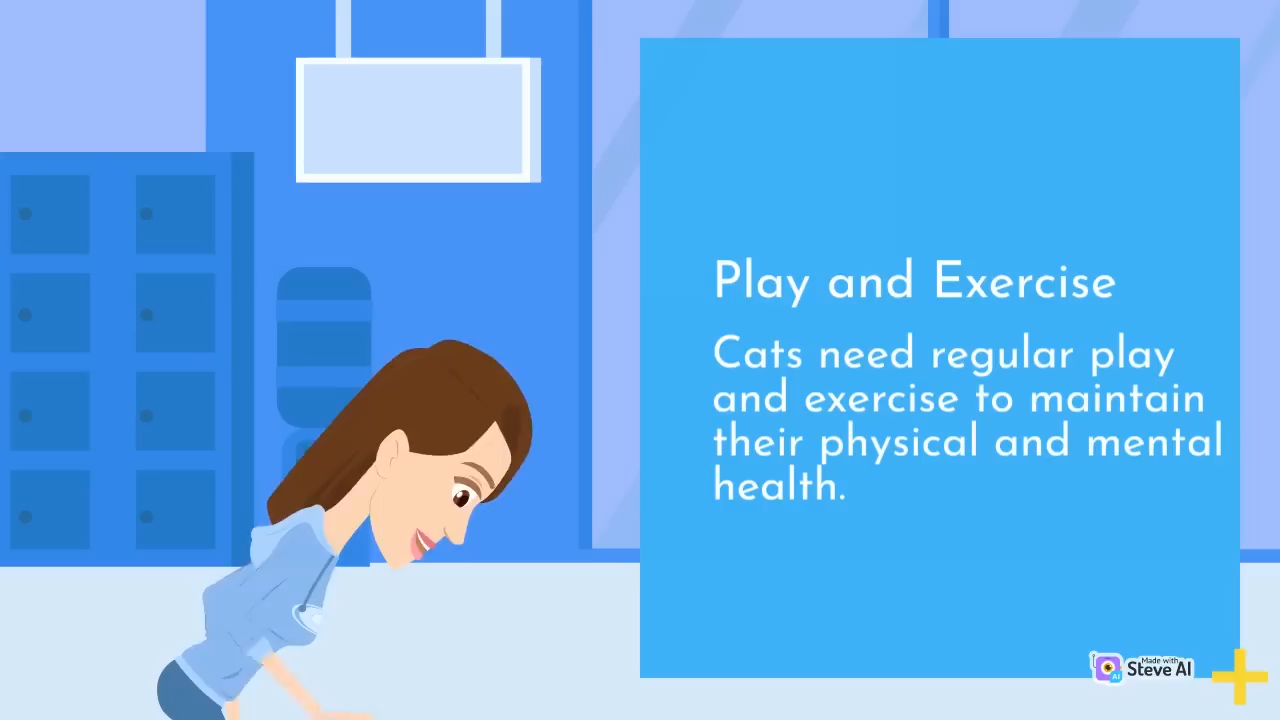 Play and Exercise
Cats need regular play
and exercise to maintain
their physical and mental
health.
Made with
Steve AI
AI